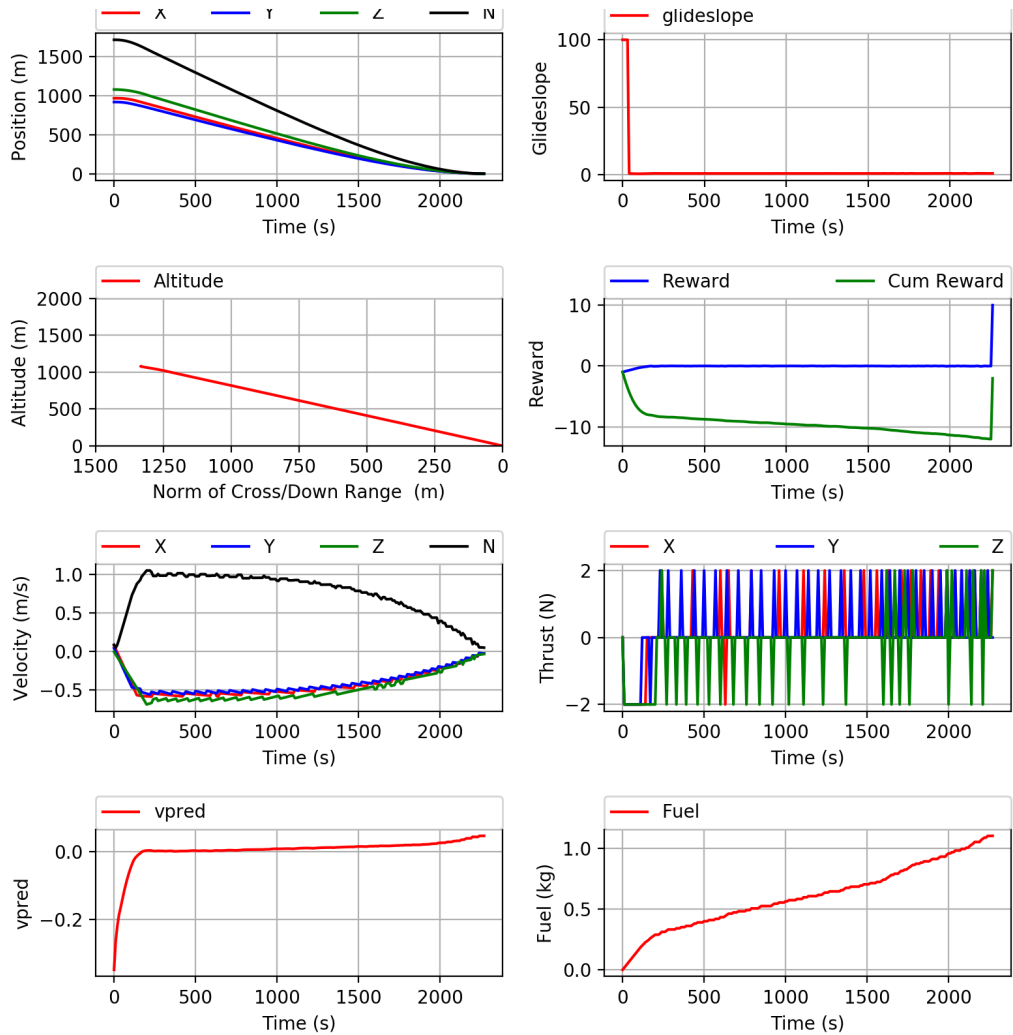 X Y Z N
Position (m)
1500
1000
500
0
0 500 1000 1500 2000
Time (s)
glideslope
Glideslope
100
50
0
0 500 1000 1500 2000
Time (s)
Altitude
Altitude (m)
2000
1500
1000
500
0
1500 1250 1000 750 500 250 0
Norm of Cross/Down Range (m)
Reward Cum Reward
Reward
10
0
−10
0 500 1000 1500 2000
Time (s)
X Y Z N
Velocity (m/s)
1.0
0.5
0.0
−0.5
0 500 1000 1500 2000
Time (s)
X Y Z
Thrust (N)
2
0
−2
0 500 1000 1500 2000
Time (s)
vpred
vpred
0.0
−0.2
0 500 1000 1500 2000
Time (s)
Fuel
Fuel (kg)
1.0
0.5
0.0
0 500 1000 1500 2000
Time (s)